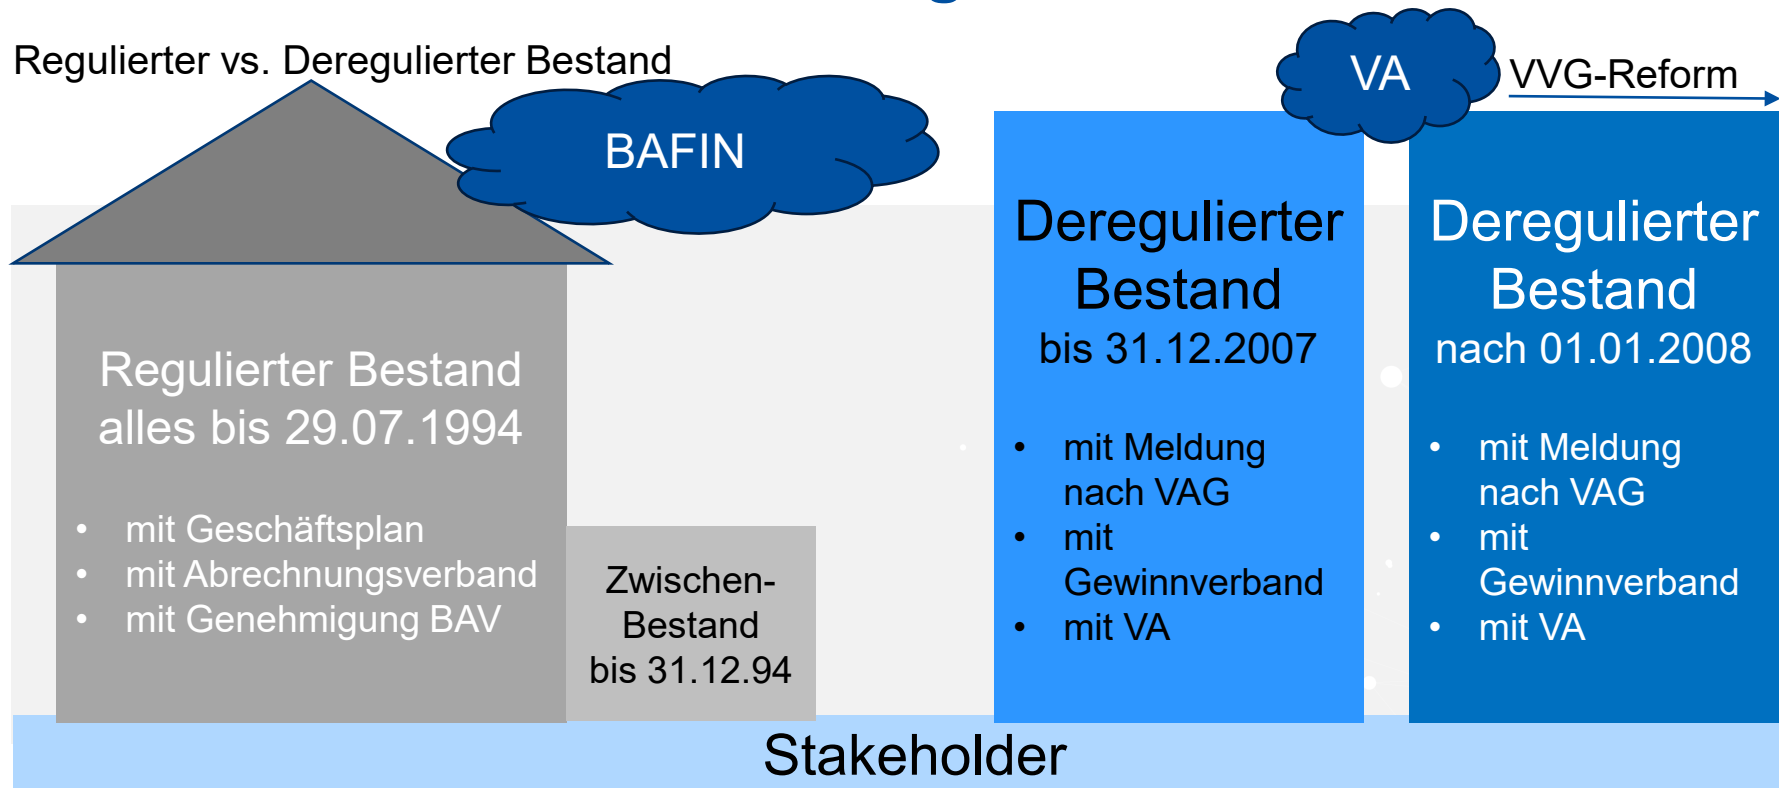 Regulierter vs. Deregulierter Bestand
BAFIN
VA
VVG-Reform
Regulierter Bestand
alles bis 29.07.1994
• mit Geschäftsplan
• mit Abrechnungsverband
• mit Genehmigung BAV
Zwischen-
Bestand
bis 31.12.94
Deregulierter
Bestand
bis 31.12.2007
• mit Meldung
nach VAG
• mit
Gewinnverband
• mit VA
Deregulierter
Bestand
nach 01.01.2008
• mit Meldung
nach VAG
• mit
Gewinnverband
• mit VA
Stakeholder